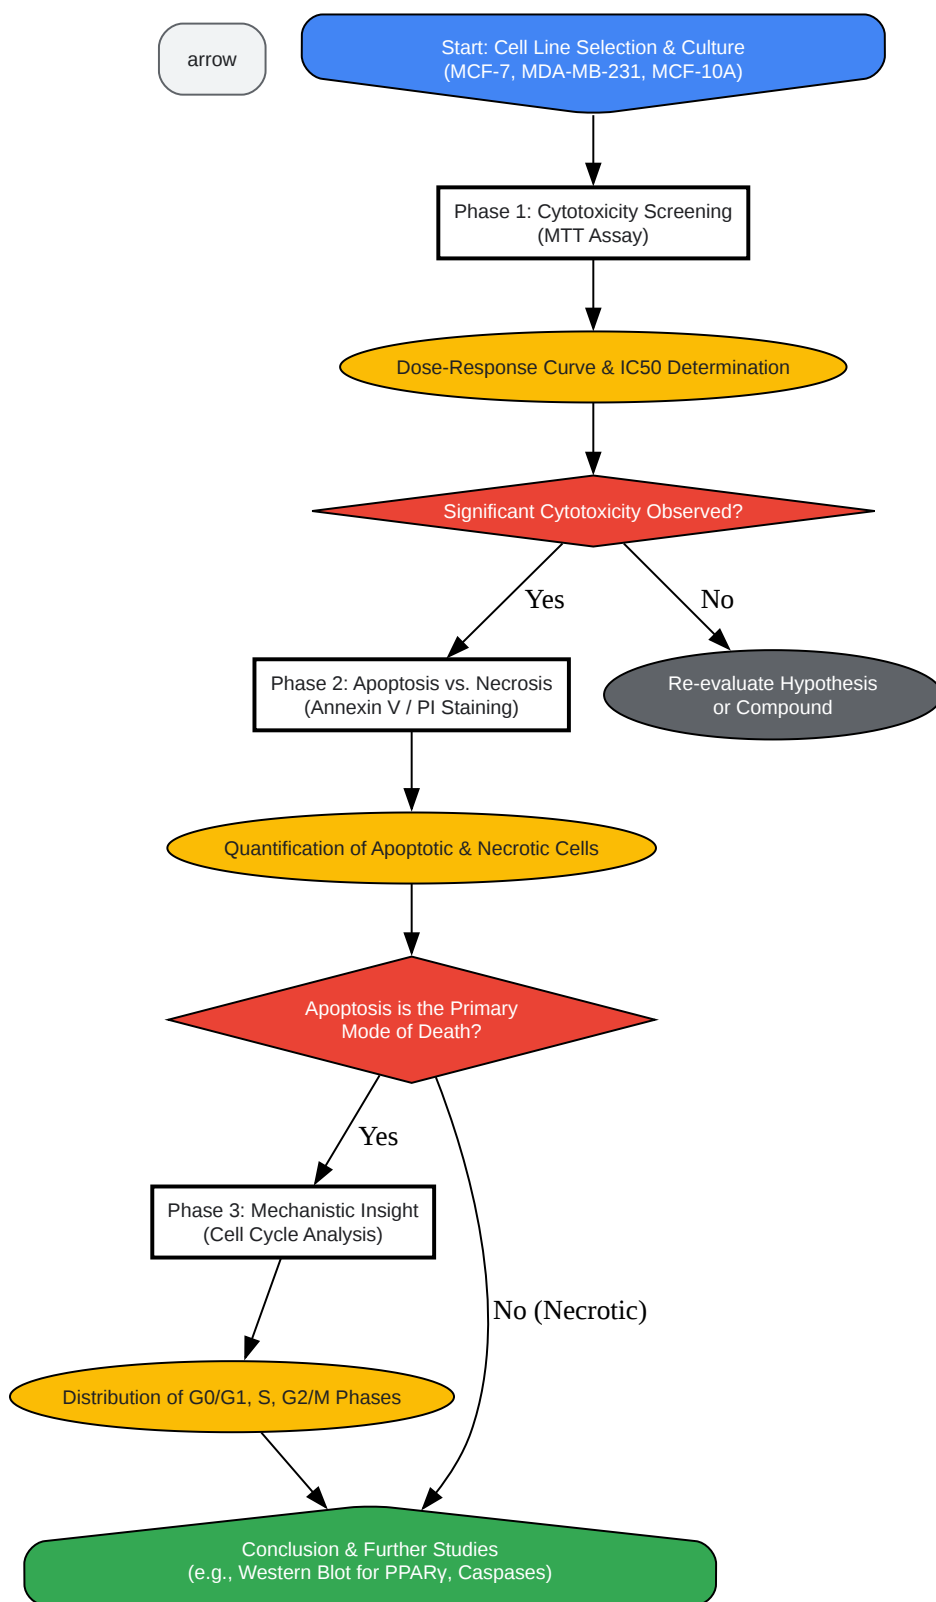 arrow
Start: Cell Line Selection & Culture
(MCF-7, MDA-MB-231, MCF-10A)
Phase 1: Cytotoxicity Screening
(MTT Assay)
Dose-Response Curve & IC50 Determination
Significant Cytotoxicity Observed?
Yes
No
Phase 2: Apoptosis vs. Necrosis
(Annexin V / PI Staining)
Re-evaluate Hypothesis
or Compound
Quantification of Apoptotic & Necrotic Cells
Apoptosis is the Primary
Mode of Death?
Yes
Phase 3: Mechanistic Insight
(Cell Cycle Analysis)
No (Necrotic)
Distribution of G0/G1, S, G2/M Phases
Conclusion & Further Studies
(e.g., Western Blot for PPARγ, Caspases)